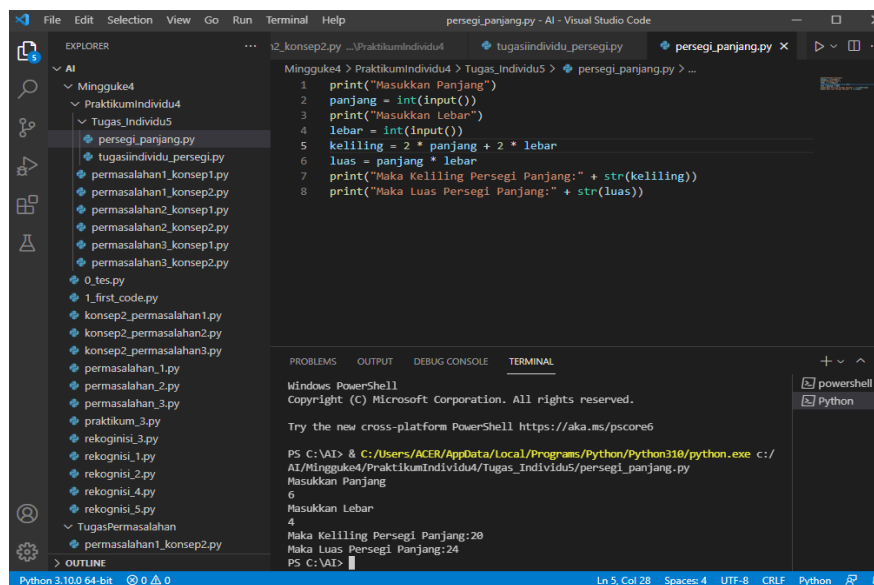 File Edit Selection View Go Run Terminal Help persegi_panjang.py - AI - Visual Studio Code
EXPLORER
AI
Mingguke4
PraktikumIndividu4
Tugas_Individu5
persegi_panjang.py
tugasiindividu_persegi.py
permasalahan1_konsep1.py
permasalahan1_konsep2.py
permasalahan2_konsep1.py
permasalahan2_konsep2.py
permasalahan3_konsep1.py
permasalahan3_konsep2.py
0_tes.py
1_first_code.py
konsep2_permasalahan1.py
konsep2_permasalahan2.py
konsep2_permasalahan3.py
permasalahan_1.py
permasalahan_2.py
permasalahan_3.py
praktikum_3.py
rekoginisi_3.py
rekognisi_1.py
rekognisi_2.py
rekognisi_4.py
rekognisi_5.py
TugasPermasalahan
permasalahan1_konsep2.py
OUTLINE
5
n2_konsep2.py ...\PraktikumIndividu4 tugasiindividu_persegi.py persegi_panjang.py
Mingguke4 > PraktikumIndividu4 > Tugas_Individu5 > persegi_panjang.py > ...
1 print("Masukkan Panjang")
2 panjang = int(input())
3 print("Masukkan Lebar")
4 lebar = int(input())
5 keliling = 2 * panjang + 2 * lebar
6 luas = panjang * lebar
7 print("Maka Keliling Persegi Panjang:" + str(keliling))
8 print("Maka Luas Persegi Panjang:" + str(luas))
PROBLEMS OUTPUT DEBUG CONSOLE TERMINAL
powershell
Python
Windows PowerShell
Copyright (C) Microsoft Corporation. All rights reserved.
Try the new cross-platform PowerShell https://aka.ms/pscore6
PS C:\AI> & C:/Users/ACER/AppData/Local/Programs/Python/Python310/python.exe c:/
AI/Mingguke4/PraktikumIndividu4/Tugas_Individu5/persegi_panjang.py
Masukkan Panjang
6
Masukkan Lebar
4
Maka Keliling Persegi Panjang:20
Maka Luas Persegi Panjang:24
PS C:\AI>
Python 3.10.0 64-bit 0 0 Ln 5, Col 28 Spaces: 4 UTF-8 CRLF Python